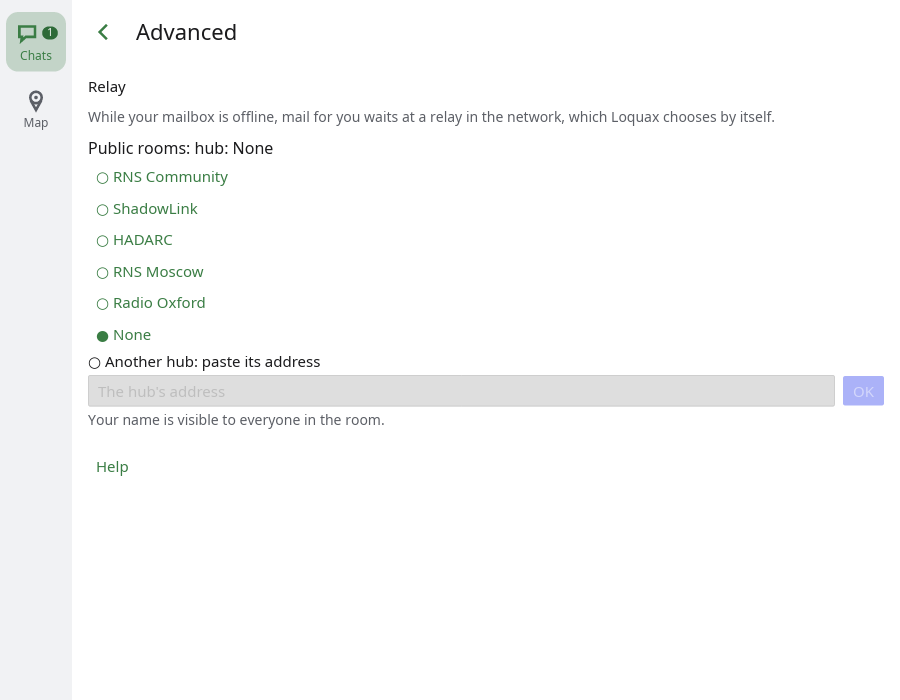 1
Chats
Map
Advanced
Relay
While your mailbox is offline, mail for you waits at a relay in the network, which Loquax chooses by itself.
Public rooms: hub: None
RNS Community
ShadowLink
HADARC
RNS Moscow
Radio Oxford
None
Another hub: paste its address
The hub's address
OK
Your name is visible to everyone in the room.
Help